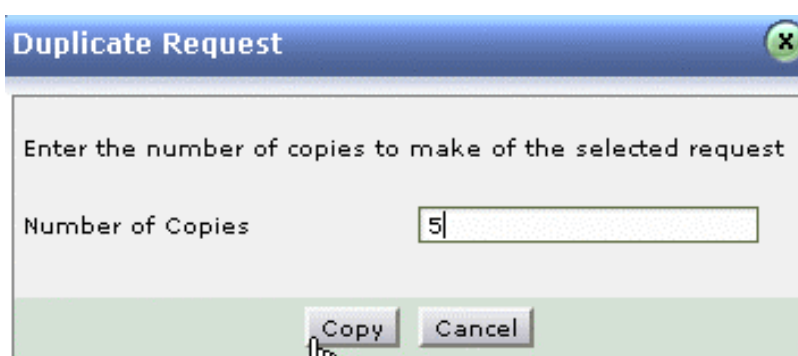 Duplicate Request
x
Enter the number of copies to make of the selected request
Number of Copies 5
Copy Cancel